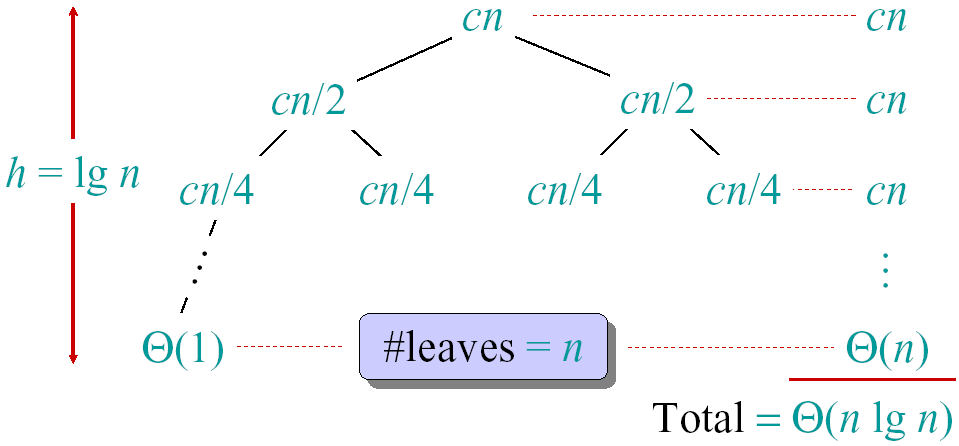 cn cn
cn/2 cn/2 cn
h = lg n
cn/4 cn/4 cn/4 cn/4 cn
Θ(1) #leaves = n Θ(n)
Total = Θ(n lg n)